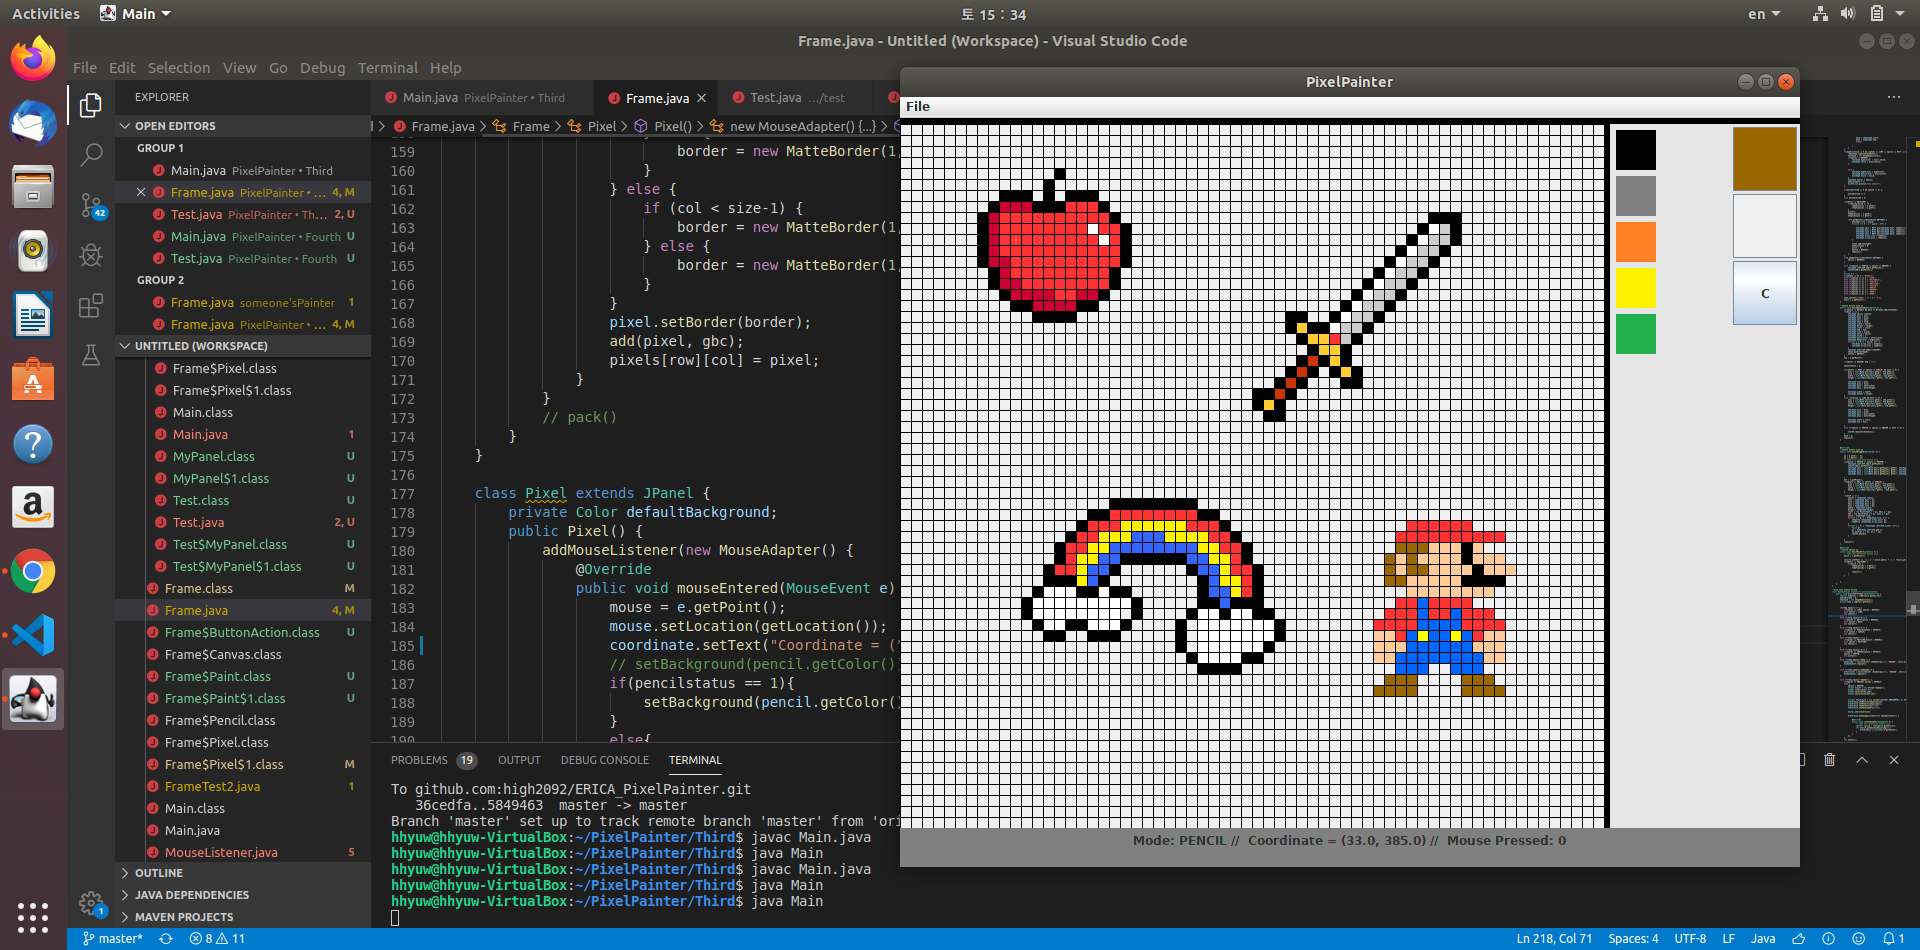 Activities
Main
토 15 : 34
en
Frame.java - Untitled (Workspace) - Visual Studio Code
File Edit Selection View Go Debug Terminal Help
EXPLORER
OPEN EDITORS
GROUP 1
Main.java PixelPainter • Third
Frame.java PixelPainter • ... 4, M
Test.java PixelPainter • Th... 2, U
Main.java PixelPainter • Fourth U
Test.java PixelPainter • Fourth U
GROUP 2
Frame.java someone'sPainter 1
Frame.java PixelPainter • ... 4, M
UNTITLED (WORKSPACE)
Frame$Pixel.class
Frame$Pixel$1.class
Main.class
Main.java 1
MyPanel.class U
MyPanel$1.class U
Test.class U
Test.java 2, U
Test$MyPanel.class U
Test$MyPanel$1.class U
Frame.class M
Frame.java 4, M
Frame$ButtonAction.class U
Frame$Canvas.class
Frame$Paint.class U
Frame$Paint$1.class U
Frame$Pencil.class
Frame$Pixel.class
Frame$Pixel$1.class M
FrameTest2.java 1
Main.class
Main.java
MouseListener.java 5
OUTLINE
JAVA DEPENDENCIES
MAVEN PROJECTS
42
1
Main.java PixelPainter • Third
Frame.java
Test.java .../test
Frame.java > Frame > Pixel > Pixel() > new MouseAdapter() {...} >
159 border = new MatteBorder(1,
160 }
161 } else {
162 if (col < size-1) {
163 border = new MatteBorder(1,
164 } else {
165 border = new MatteBorder(1,
166 }
167 }
168 pixel.setBorder(border);
169 add(pixel, gbc);
170 pixels[row][col] = pixel;
171 }
172 }
173 // pack()
174 }
175 }
176
177 class Pixel extends JPanel {
178 private Color defaultBackground;
179 public Pixel() {
180 addMouseListener(new MouseAdapter() {
181 @Override
182 public void mouseEntered(MouseEvent e)
183 mouse = e.getPoint();
184 mouse.setLocation(getLocation());
185 coordinate.setText("Coordinate = (
186 // setBackground(pencil.getColor()
187 if(pencilstatus == 1){
188 setBackground(pencil.getColor(
189 }
190 else{
PROBLEMS 19 OUTPUT DEBUG CONSOLE TERMINAL
To github.com:high2092/ERICA_PixelPainter.git
36cedfa..5849463 master -> master
Branch 'master' set up to track remote branch 'master' from 'ori
hhyuw@hhyuw-VirtualBox:~/PixelPainter/Third$ javac Main.java
hhyuw@hhyuw-VirtualBox:~/PixelPainter/Third$ java Main
hhyuw@hhyuw-VirtualBox:~/PixelPainter/Third$ javac Main.java
hhyuw@hhyuw-VirtualBox:~/PixelPainter/Third$ java Main
hhyuw@hhyuw-VirtualBox:~/PixelPainter/Third$ java Main
PixelPainter
File
C
Mode: PENCIL // Coordinate = (33.0, 385.0) // Mouse Pressed: 0
master* 8 11
Ln 218, Col 71 Spaces: 4 UTF-8 LF Java 1